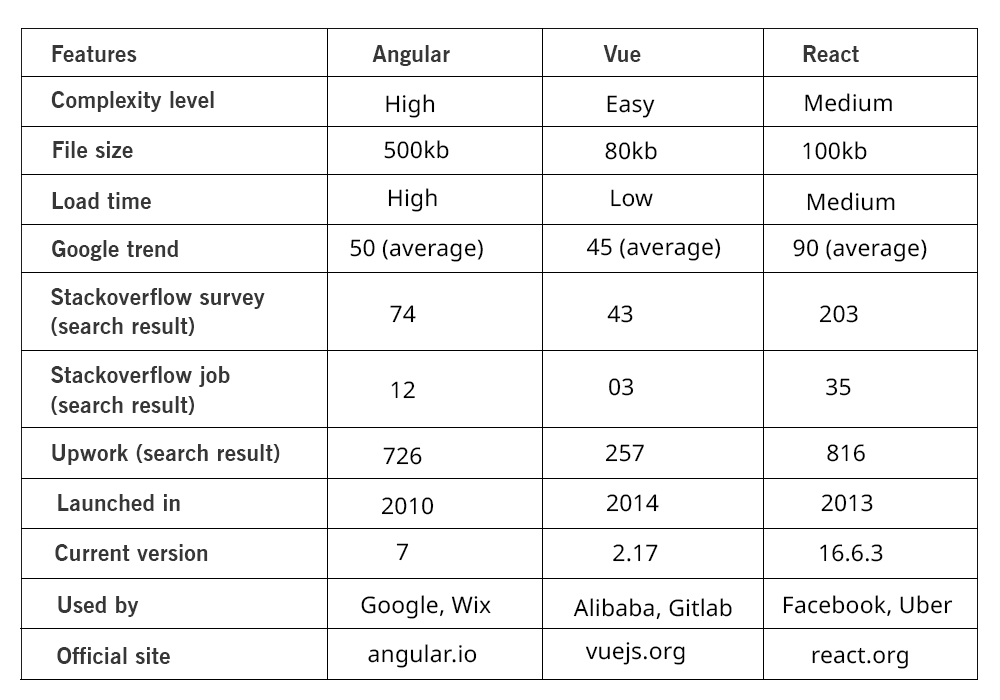 Features Angular Vue React
Complexity level High Easy Medium
File size 500kb 80kb 100kb
Load time High Low Medium
Google trend 50 (average) 45 (average) 90 (average)
Stackoverflow survey
(search result) 74 43 203
Stackoverflow job
(search result) 12 03 35
Upwork (search result) 726 257 816
Launched in 2010 2014 2013
Current version 7 2.17 16.6.3
Used by Google, Wix Alibaba, Gitlab Facebook, Uber
Official site angular.io vuejs.org react.org